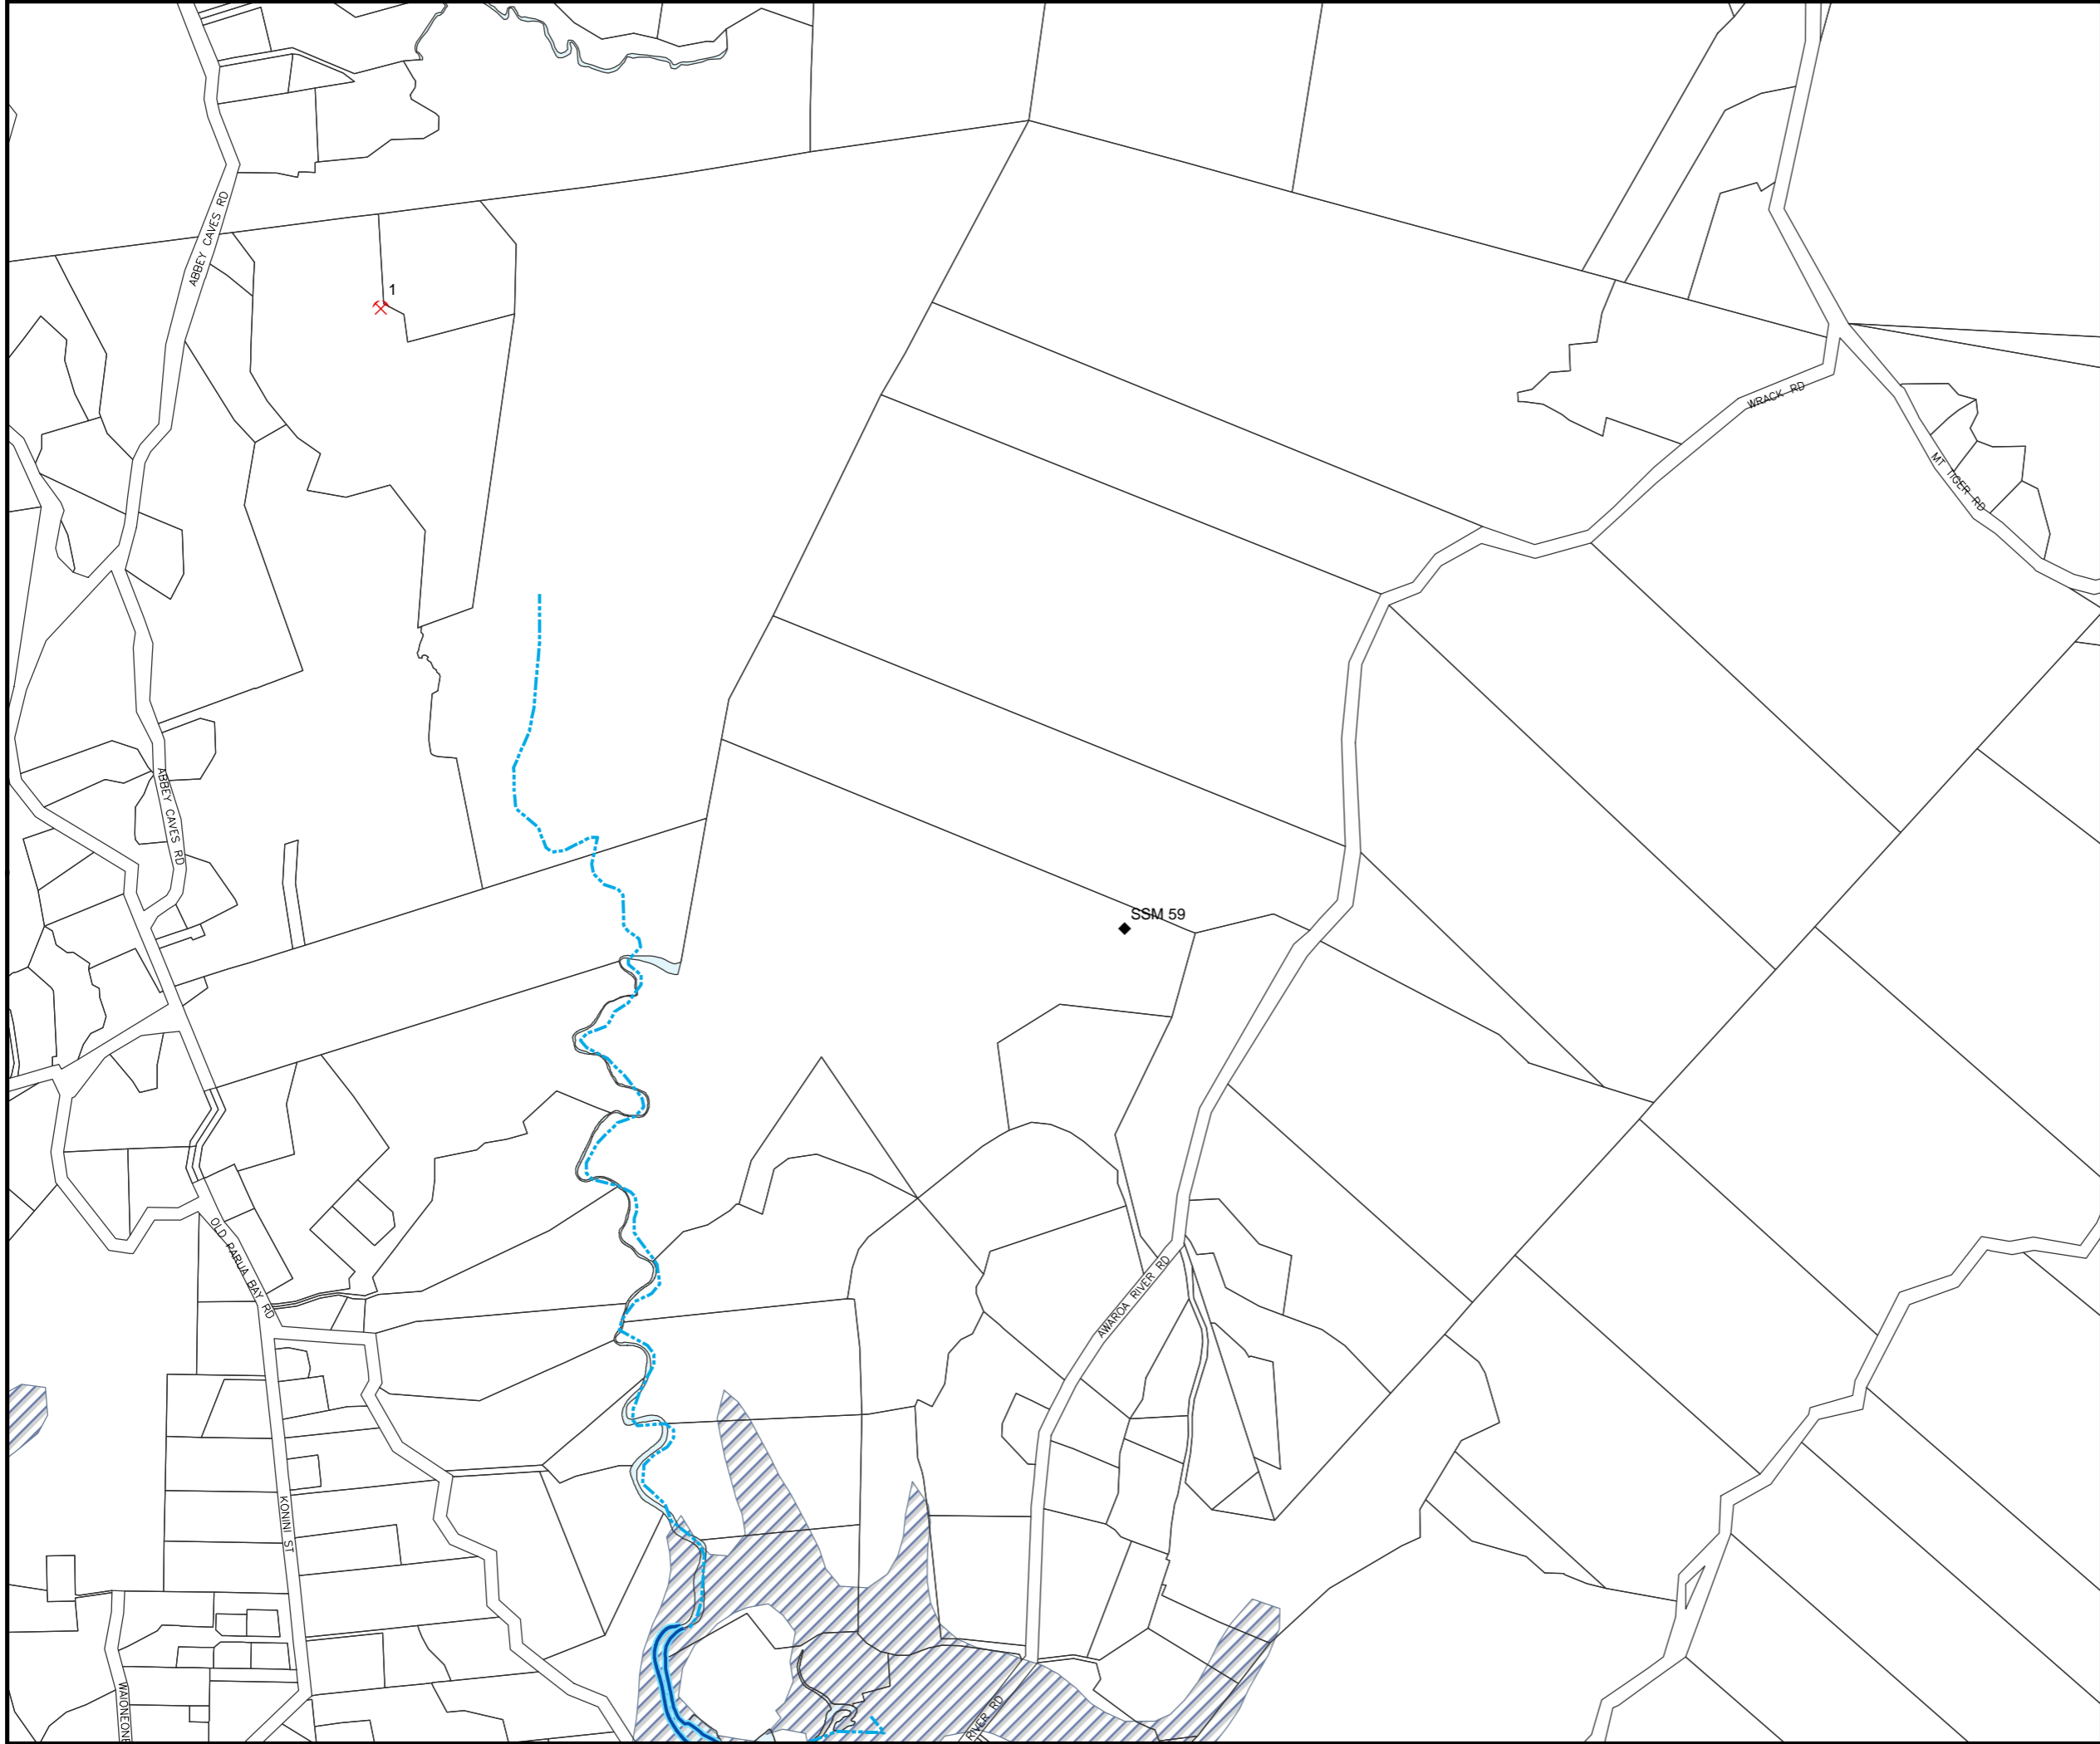 ABBEY CAVES RD
1
WRACK RD
MT TIGER RD
ABBEY CAVES RD
SSM 59
OLD PARUA BAY RD
AWAROA RIVER RD
KONINI ST
WAIONEONE
RIVER RD